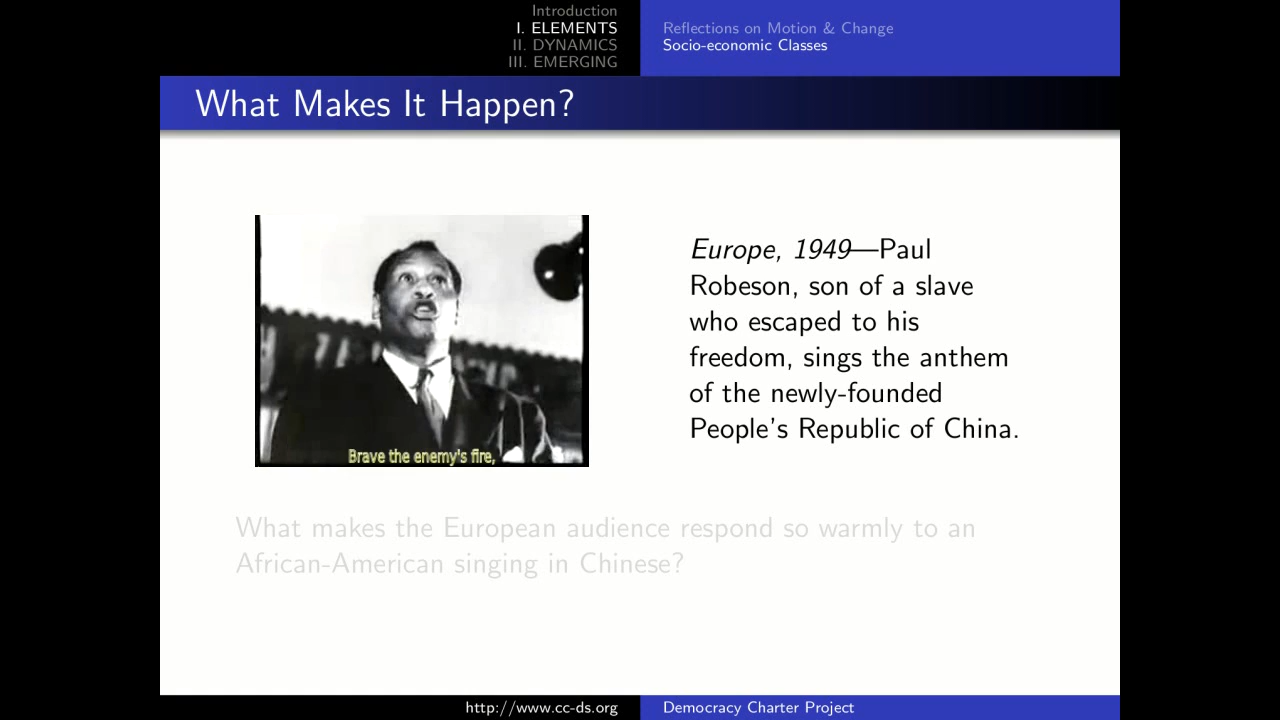 Introduction
I. ELEMENTS
II. DYNAMICS
III. EMERGING
Reflections on Motion & Change
Socio-economic Classes
What Makes It Happen?
Europe, 1949—Paul
Robeson, son of a slave
who escaped to his
freedom, sings the anthem
of the newly-founded
People's Republic of China.
Brave the enemy's fire,
What makes the European audience respond so warmly to an
African-American singing in Chinese?
http://www.cc-ds.org
Democracy Charter Project